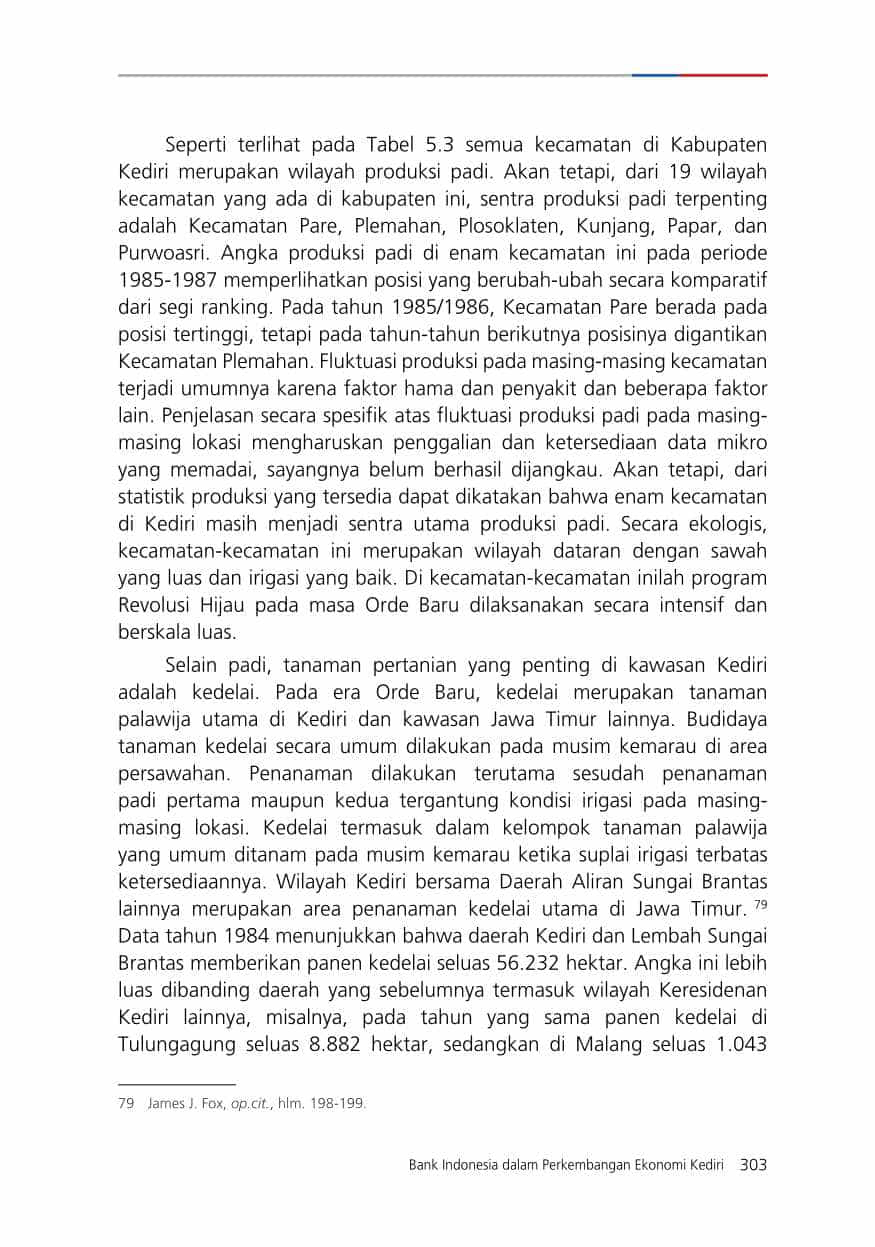 Seperti terlihat pada Tabel 5.3 semua kecamatan di Kabupaten
Kediri merupakan wilayah produksi padi. Akan tetapi, dari 19 wilayah
kecamatan yang ada di kabupaten ini, sentra produksi padi terpenting
adalah Kecamatan Pare, Plemahan, Plosoklaten, Kunjang, Papar, dan
Purwoasri. Angka produksi padi di enam kecamatan ini pada periode
1985-1987 memperlihatkan posisi yang berubah-ubah secara komparatif
dari segi ranking. Pada tahun 1985/1986, Kecamatan Pare berada pada
posisi tertinggi, tetapi pada tahun-tahun berikutnya posisinya digantikan
Kecamatan Plemahan. Fluktuasi produksi pada masing-masing kecamatan
terjadi umumnya karena faktor hama dan penyakit dan beberapa faktor
lain. Penjelasan secara spesifik atas fluktuasi produksi padi pada masing-
masing lokasi mengharuskan penggalian dan ketersediaan data mikro
yang memadai, sayangnya belum berhasil dijangkau. Akan tetapi, dari
statistik produksi yang tersedia dapat dikatakan bahwa enam kecamatan
di Kediri masih menjadi sentra utama produksi padi. Secara ekologis,
kecamatan-kecamatan ini merupakan wilayah dataran dengan sawah
yang luas dan irigasi yang baik. Di kecamatan-kecamatan inilah program
Revolusi Hijau pada masa Orde Baru dilaksanakan secara intensif dan
berskala luas.
Selain padi, tanaman pertanian yang penting di kawasan Kediri
adalah kedelai. Pada era Orde Baru, kedelai merupakan tanaman
palawija utama di Kediri dan kawasan Jawa Timur lainnya. Budidaya
tanaman kedelai secara umum dilakukan pada musim kemarau di area
persawahan. Penanaman dilakukan terutama sesudah penanaman
padi pertama maupun kedua tergantung kondisi irigasi pada masing-
masing lokasi. Kedelai termasuk dalam kelompok tanaman palawija
yang umum ditanam pada musim kemarau ketika suplai irigasi terbatas
ketersediaannya. Wilayah Kediri bersama Daerah Aliran Sungai Brantas
lainnya merupakan area penanaman kedelai utama di Jawa Timur. 79
Data tahun 1984 menunjukkan bahwa daerah Kediri dan Lembah Sungai
Brantas memberikan panen kedelai seluas 56.232 hektar. Angka ini lebih
luas dibanding daerah yang sebelumnya termasuk wilayah Keresidenan
Kediri lainnya, misalnya, pada tahun yang sama panen kedelai di
Tulungagung seluas 8.882 hektar, sedangkan di Malang seluas 1.043
79 James J. Fox, op.cit., hlm. 198-199.
Bank Indonesia dalam Perkembangan Ekonomi Kediri 303